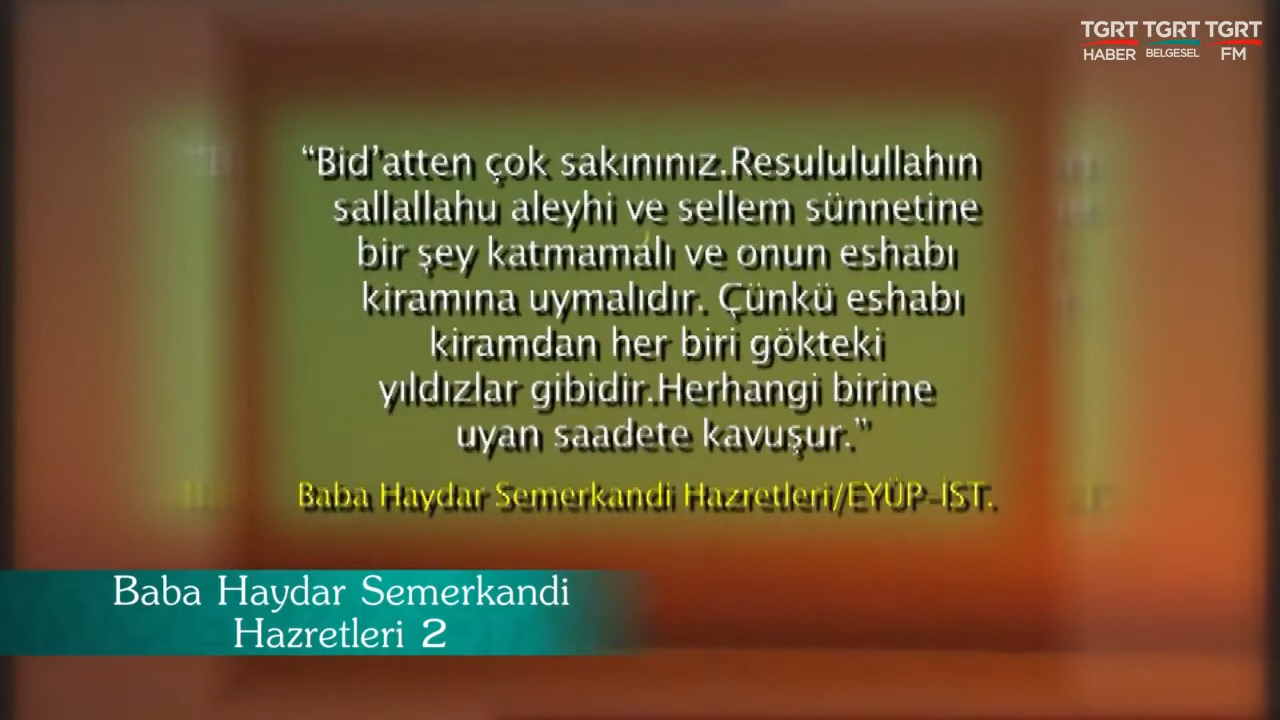 TGRT TGRT TGRT
HABER BELGESEL FM
“Bid’atten çok sakınınız.Resululullahın
sallallahu aleyhi ve sellem sünnetine
bir şey katmamalı ve onun eshabı
kiramına uymalıdır. Çünkü eshabı
kiramdan her biri gökteki
yıldızlar gibidir.Herhangi birine
uyan saadete kavuşur.”
Baba Haydar Semerkandi Hazretleri/EYÜP-İST.
Baba Haydar Semerkandi
Hazretleri 2